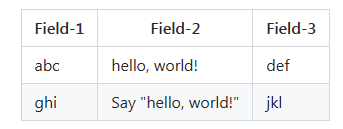 Field-1 Field-2 Field-3
abc hello, world! def
ghi Say "hello, world!" jkl